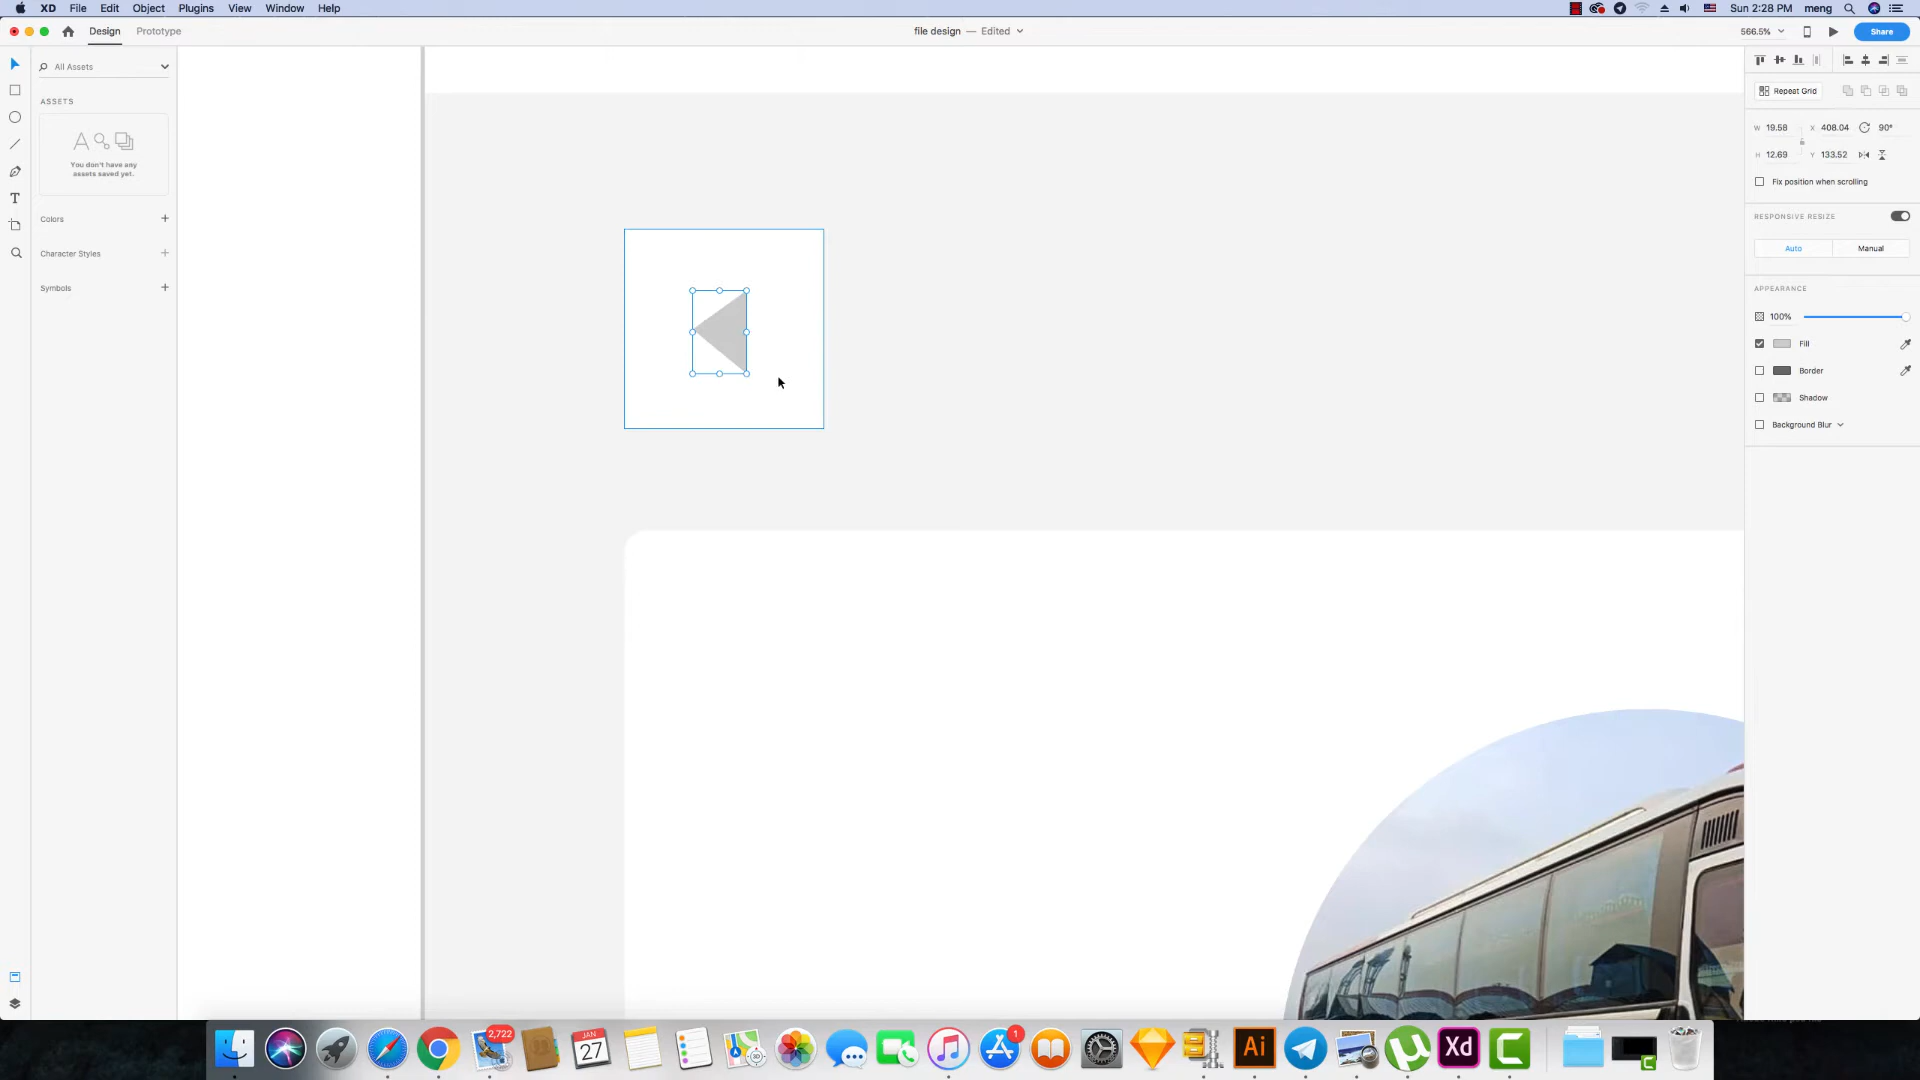 XD File Edit Object Plugins View Window Help
Sun 2:28 PM meng
Design Prototype
file design — Edited
566.5%
Share
All Assets
ASSETS
You don't have any
assets saved yet.
Colors
Character Styles
Symbols
Repeat Grid
W 19.58 X 408.04 90°
H 12.69 Y 133.52
Fix position when scrolling
RESPONSIVE RESIZE
Auto Manual
APPEARANCE
100%
Fill
Border
Shadow
Background Blur
2,722
JAN
27
3D
1
Ai
Xd